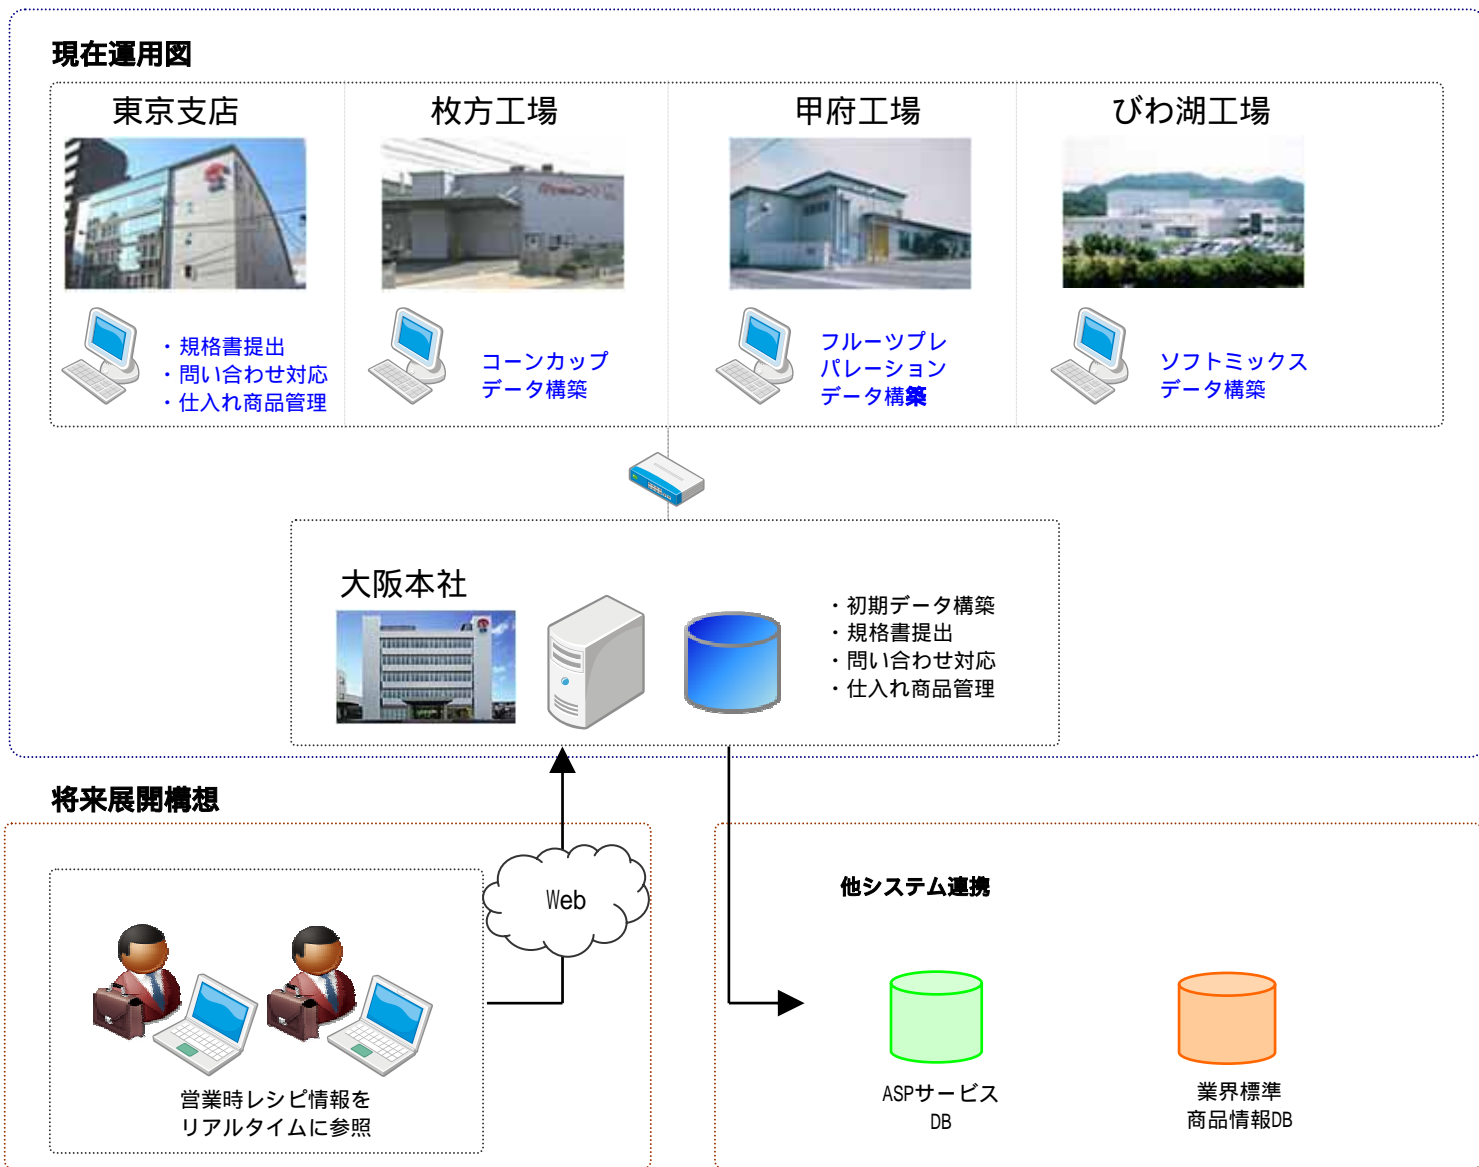 現在運用図
東京支店
枚方工場
甲府工場
びわ湖工場
・規格書提出
・問い合わせ対応
・仕入れ商品管理
コーンカップ
データ構築
フルーツプレ
パレーション
データ構築
ソフトミックス
データ構築
大阪本社
・初期データ構築
・規格書提出
・問い合わせ対応
・仕入れ商品管理
将来展開構想
Web
営業時レシピ情報を
リアルタイムに参照
他システム連携
ASPサービス
DB
業界標準
商品情報DB